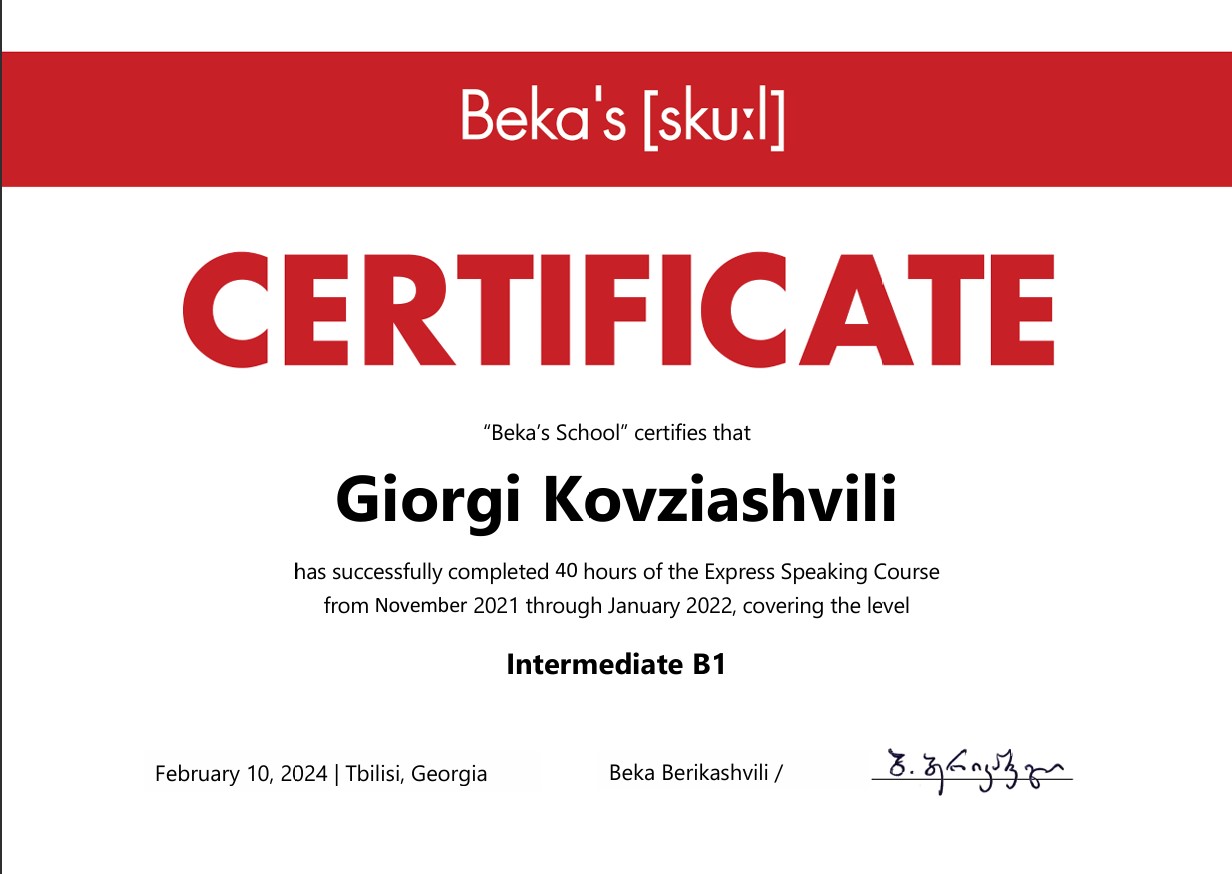 Beka's [sku:l]
CERTIFICATE
“Beka’s School” certifies that
Giorgi Kovziashvili
has successfully completed 40 hours of the Express Speaking Course
from November 2021 through January 2022, covering the level
Intermediate B1
February 10, 2024 | Tbilisi, Georgia
Beka Berikashvili /